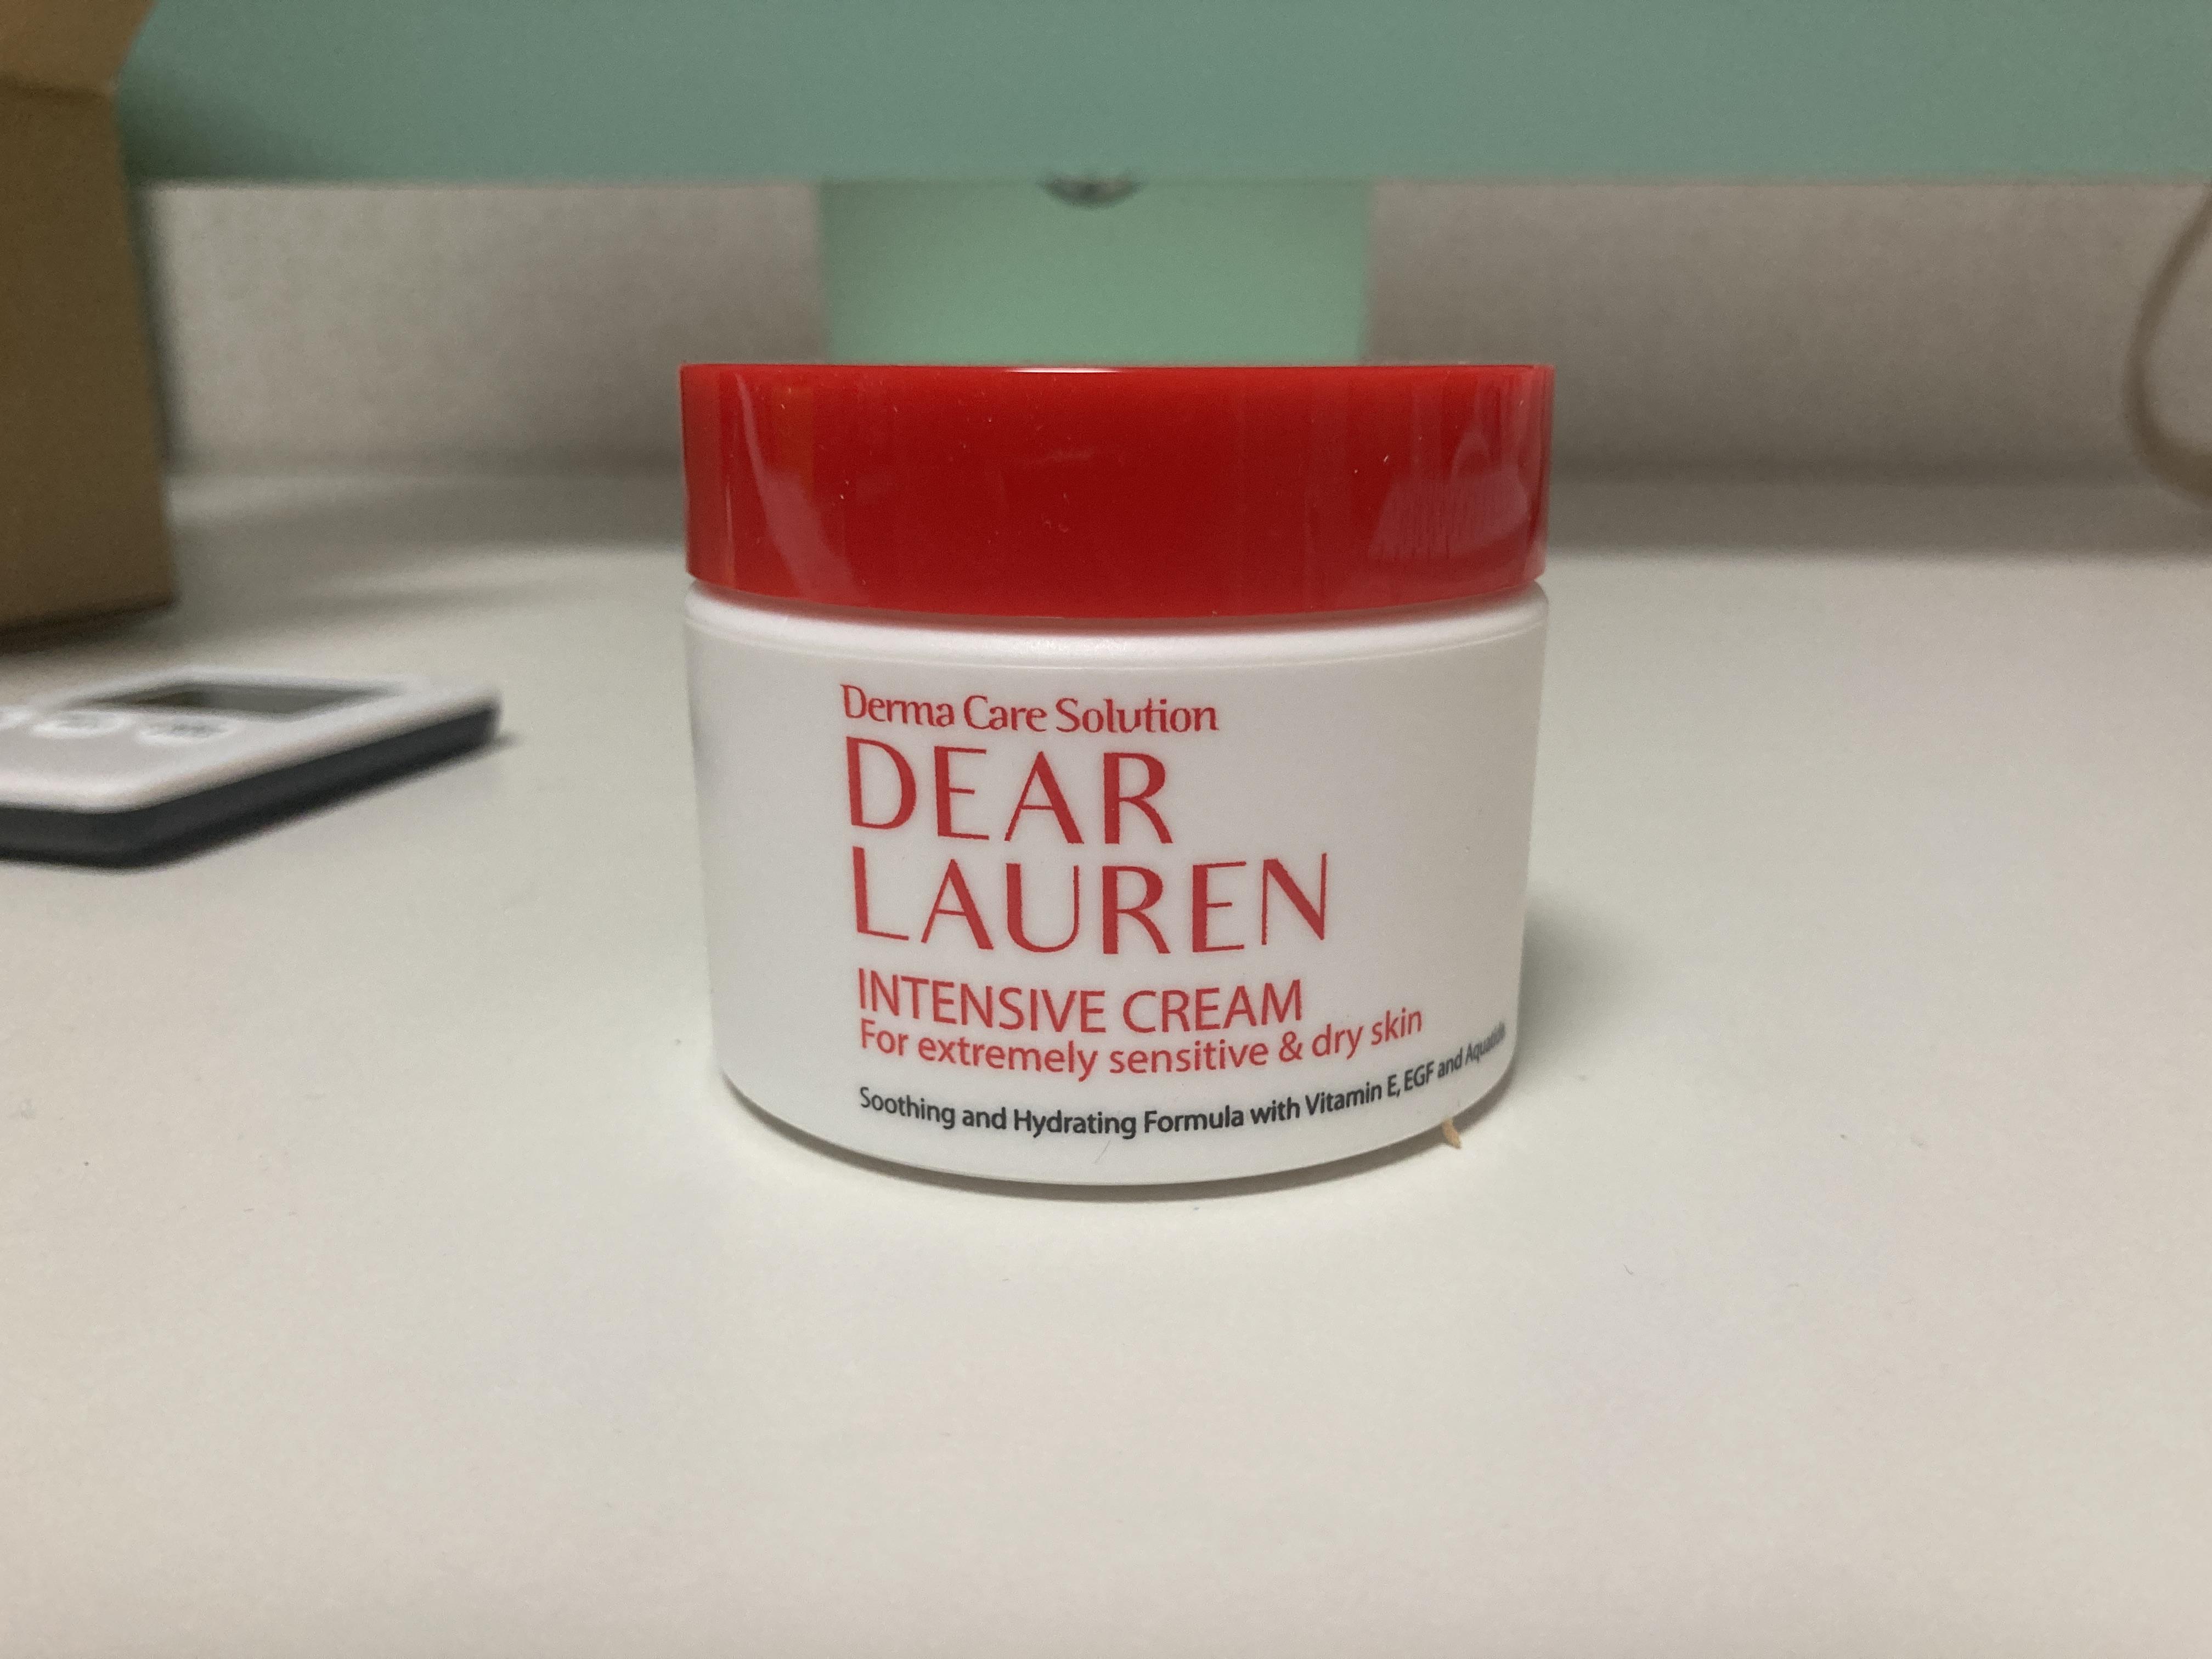 Derma Care Solution
DEAR
LAUREN
INTENSIVE CREAM
For extremely sensitive & dry skin
Soothing and Hydrating Formula with Vitamin E, EGF and